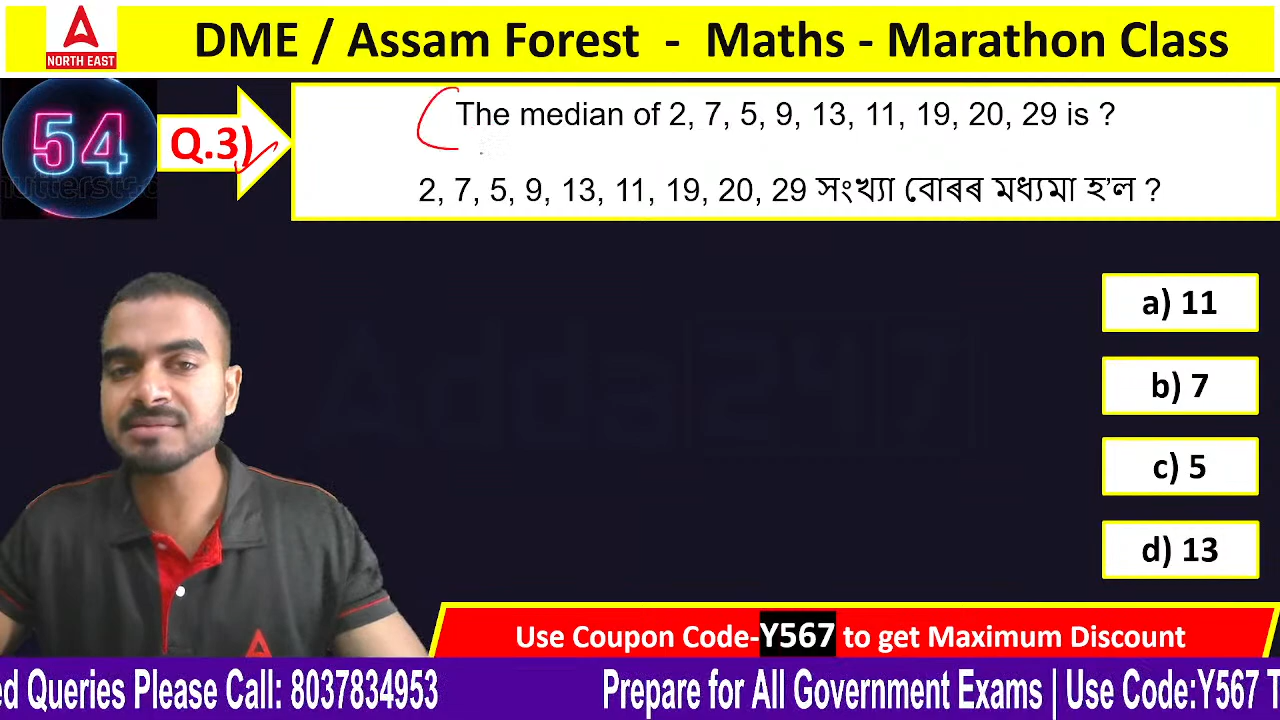 NORTH EAST
DME / Assam Forest - Maths - Marathon Class
54
Q.3)
The median of 2, 7, 5, 9, 13, 11, 19, 20, 29 is ?
2, 7, 5, 9, 13, 11, 19, 20, 29 সংখ্যা বোৰৰ মধ্যমা হ'ল ?
a) 11
b) 7
c) 5
d) 13
Use Coupon Code-Y567 to get Maximum Discount
ed Queries Please Call: 8037834953 Prepare for All Government Exams | Use Code:Y567 T